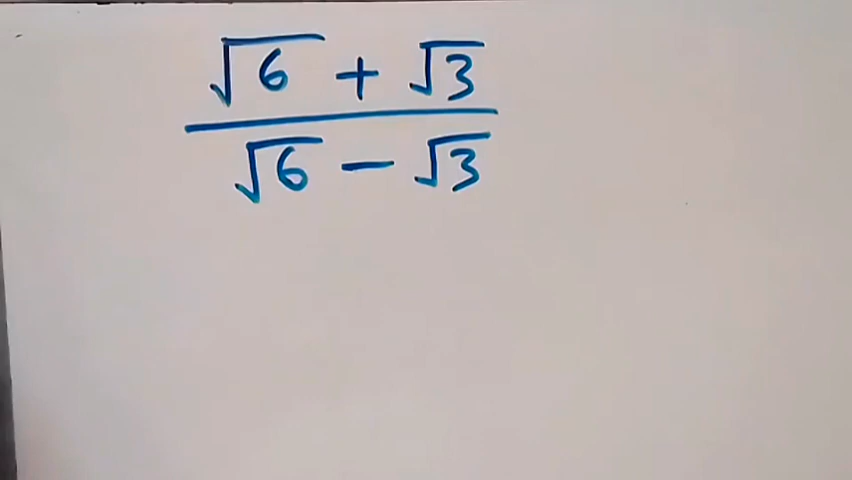 √6 + √3
√6 − √3